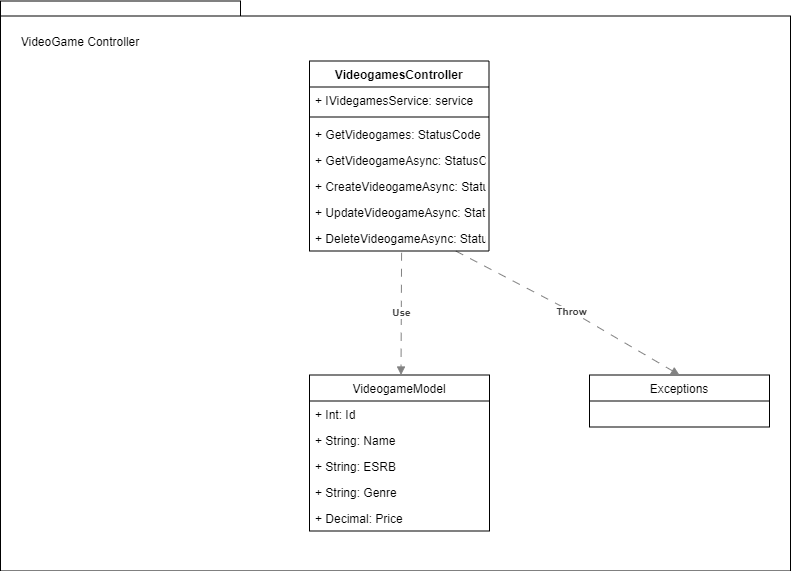 VideoGame Controller
VideogamesController
+ IVidegamesService: service
+ GetVideogames: StatusCode
+ GetVideogameAsync: StatusC
+ CreateVideogameAsync: Statu
+ UpdateVideogameAsync: Stat
+ DeleteVideogameAsync: Statu
Use
Throw
VideogameModel
Exceptions
+ Int: Id
+ String: Name
+ String: ESRB
+ String: Genre
+ Decimal: Price